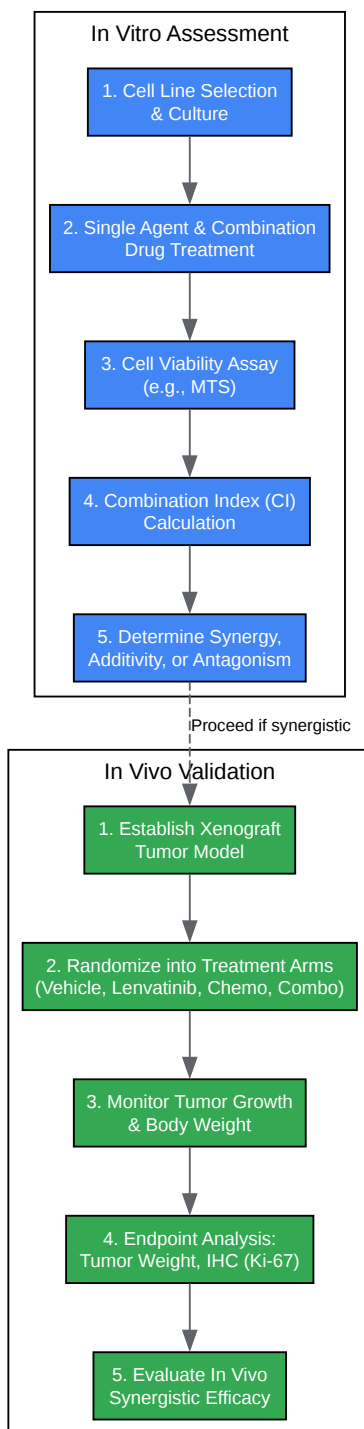 In Vitro Assessment
1. Cell Line Selection
& Culture
2. Single Agent & Combination
Drug Treatment
3. Cell Viability Assay
(e.g., MTS)
4. Combination Index (CI)
Calculation
5. Determine Synergy,
Additivity, or Antagonism
Proceed if synergistic
In Vivo Validation
1. Establish Xenograft
Tumor Model
2. Randomize into Treatment Arms
(Vehicle, Lenvatinib, Chemo, Combo)
3. Monitor Tumor Growth
& Body Weight
4. Endpoint Analysis:
Tumor Weight, IHC (Ki-67)
5. Evaluate In Vivo
Synergistic Efficacy